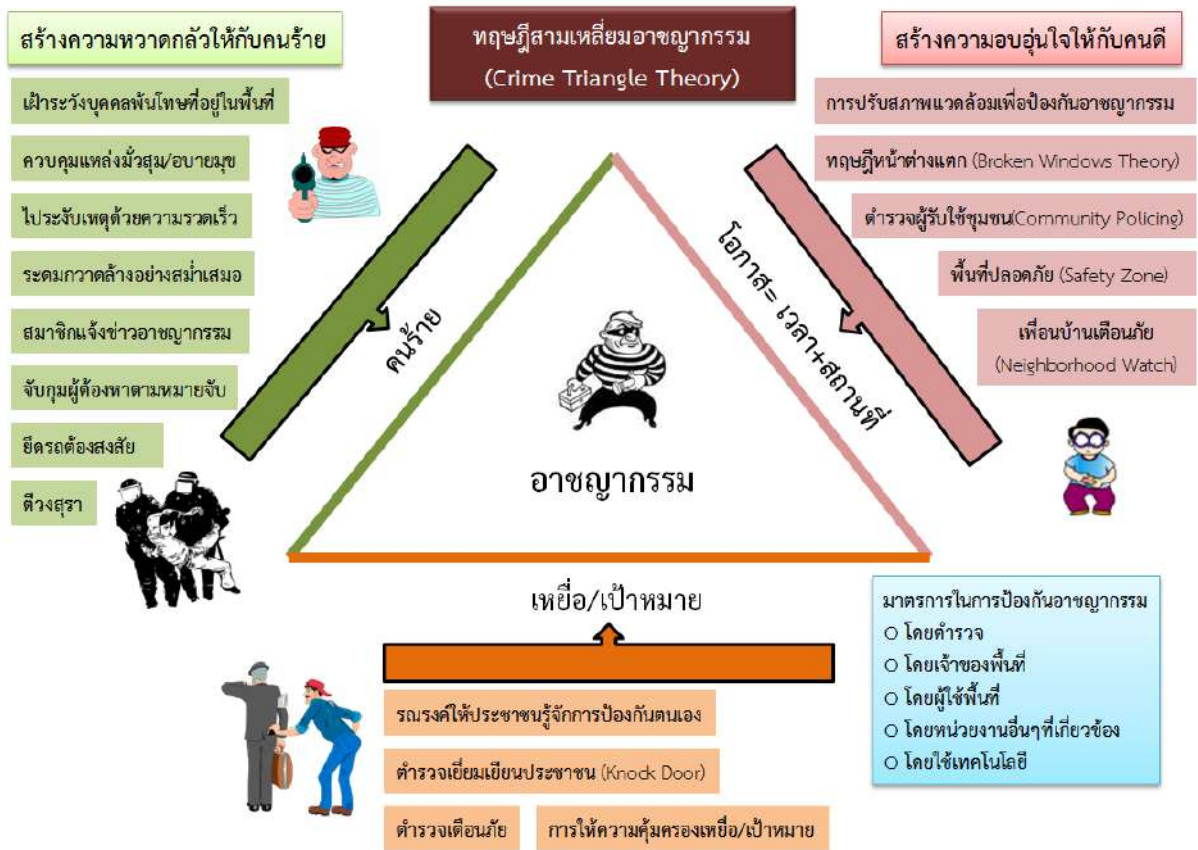 สร้างความหวาดกลัวให้กับคนร้าย
เฝ้าระวังบุคคลพ้นโทษที่อยู่ในพื้นที่
ควบคุมแหล่งมั่วสุม/อบายมุข
ไประงับเหตุด้วยความรวดเร็ว
ระดมกวาดล้างอย่างสม่ำเสมอ
สมาชิกแจ้งข่าวอาชญากรรม
จับกุมผู้ต้องหาตามหมายจับ
ยึดรถต้องสงสัย
ตีวงสุรา
ทฤษฎีสามเหลี่ยมอาชญากรรม
(Crime Triangle Theory)
สร้างความอบอุ่นใจให้กับคนดี
การปรับสภาพแวดล้อมเพื่อป้องกันอาชญากรรม
ทฤษฎีหน้าต่างแตก (Broken Windows Theory)
ตำรวจผู้รับใช้ชุมชน(Community Policing)
พื้นที่ปลอดภัย (Safety Zone)
เพื่อนบ้านเตือนภัย
(Neighborhood Watch)
คนร้าย
โอกาส= เวลา+สถานที่
อาชญากรรม
เหยื่อ/เป้าหมาย
รณรงค์ให้ประชาชนรู้จักการป้องกันตนเอง
ตำรวจเยี่ยมเยียนประชาชน (Knock Door)
ตำรวจเตือนภัย
การให้ความคุ้มครองเหยื่อ/เป้าหมาย
มาตรการในการป้องกันอาชญากรรม
○ โดยตำรวจ
○ โดยเจ้าของพื้นที่
○ โดยผู้ใช้พื้นที่
○ โดยหน่วยงานอื่นๆที่เกี่ยวข้อง
○ โดยใช้เทคโนโลยี